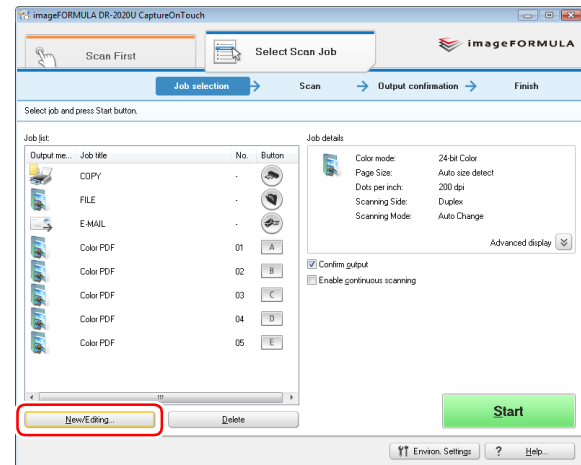 imageFORMULA DR-2020U CaptureOnTouch
Scan First
Select Scan Job
imageFORMULA
Job selection
Scan
Output confirmation
Finish
Select job and press Start button.
Job list:
Output me... Job title No. Button
COPY -
FILE -
E-MAIL -
Color PDF 01 A
Color PDF 02 B
Color PDF 03 C
Color PDF 04 D
Color PDF 05 E
New/Editing...
Delete
Job details
Color mode: 24-bit Color
Page Size: Auto size detect
Dots per inch: 200 dpi
Scanning Side: Duplex
Scanning Mode: Auto Change
Advanced display
Confirm output
Enable continuous scanning
Start
Environ. Settings
? Help...